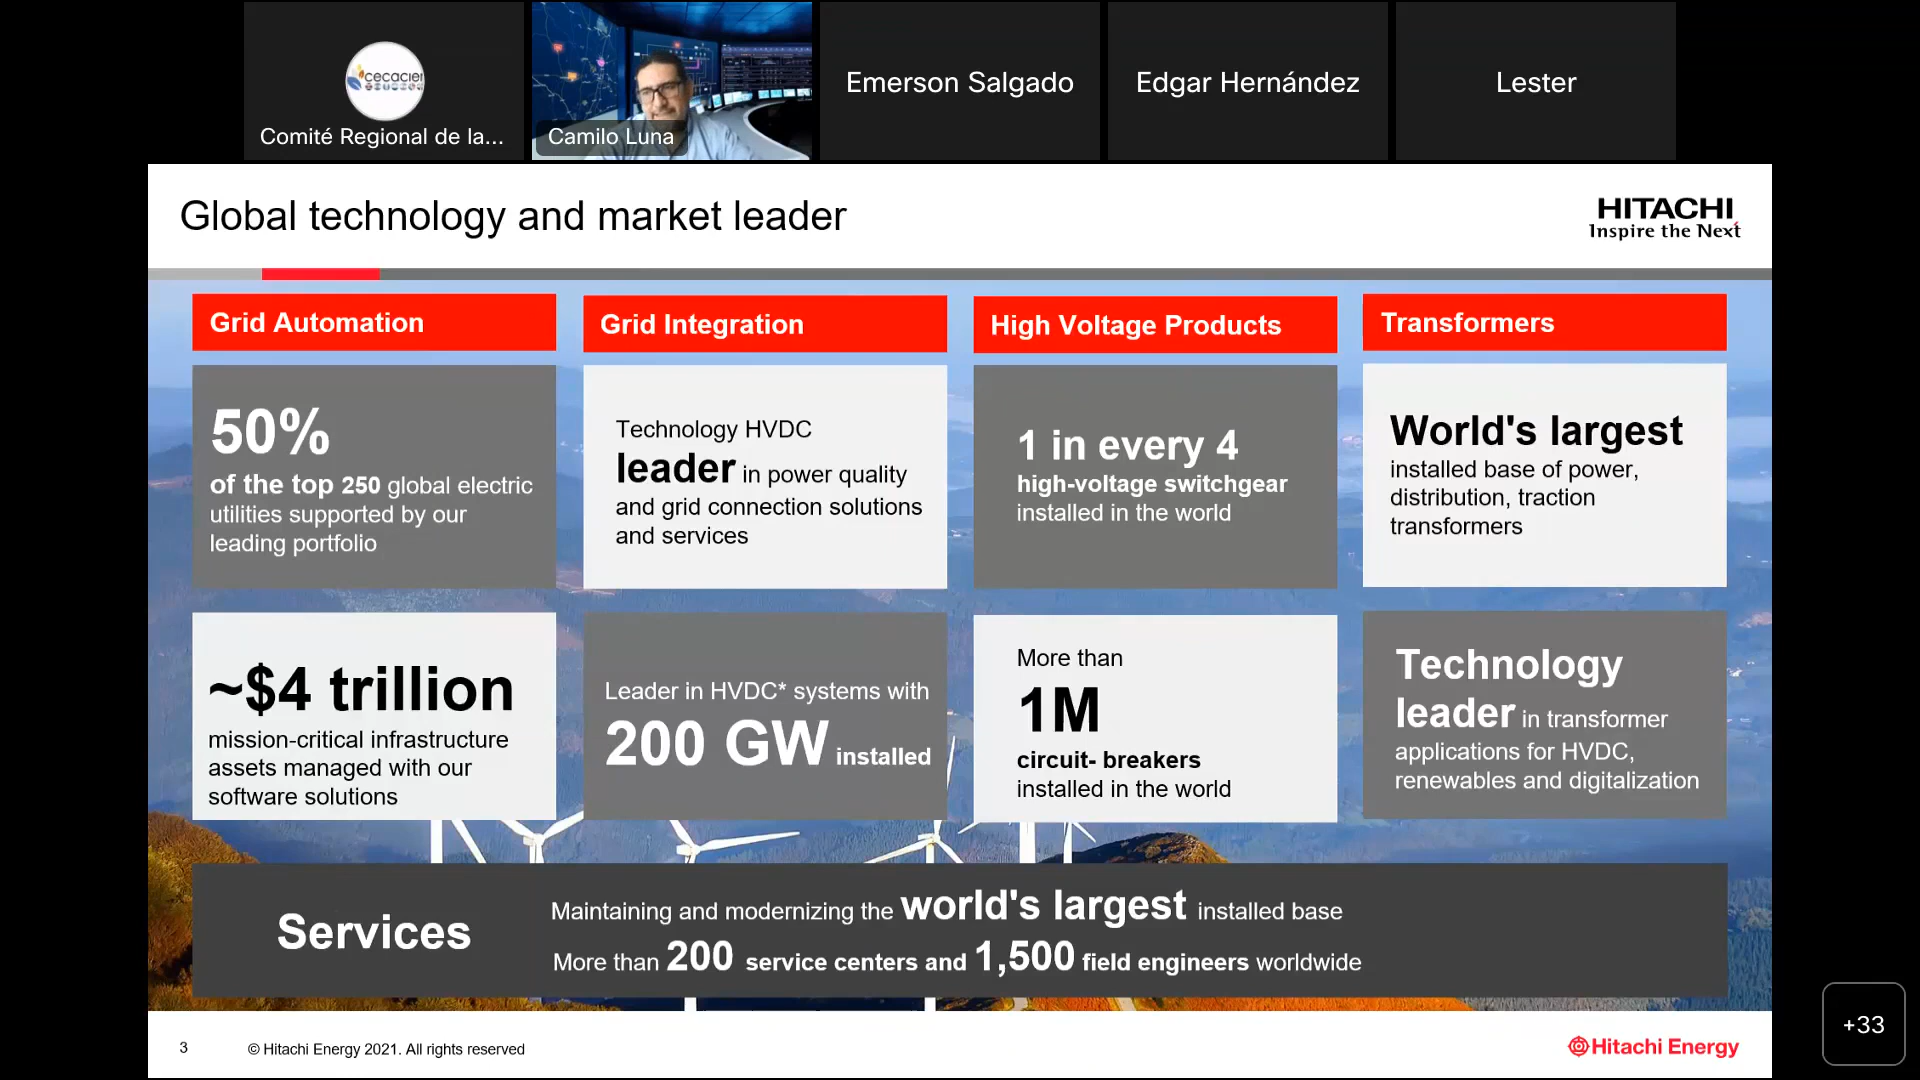 cecacier
Comité Regional de la...
Camilo Luna
Emerson Salgado
Edgar Hernández
Lester
Global technology and market leader
HITACHI
Inspire the Next
Grid Automation
50%
of the top 250 global electric
utilities supported by our
leading portfolio
~$4 trillion
mission-critical infrastructure
assets managed with our
software solutions
Grid Integration
Technology HVDC
leader in power quality
and grid connection solutions
and services
Leader in HVDC* systems with
200 GW installed
High Voltage Products
1 in every 4
high-voltage switchgear
installed in the world
More than
1M
circuit- breakers
installed in the world
Transformers
World's largest
installed base of power,
distribution, traction
transformers
Technology
leader in transformer
applications for HVDC,
renewables and digitalization
Services
Maintaining and modernizing the world's largest installed base
More than 200 service centers and 1,500 field engineers worldwide
3
© Hitachi Energy 2021. All rights reserved
Hitachi Energy
+33